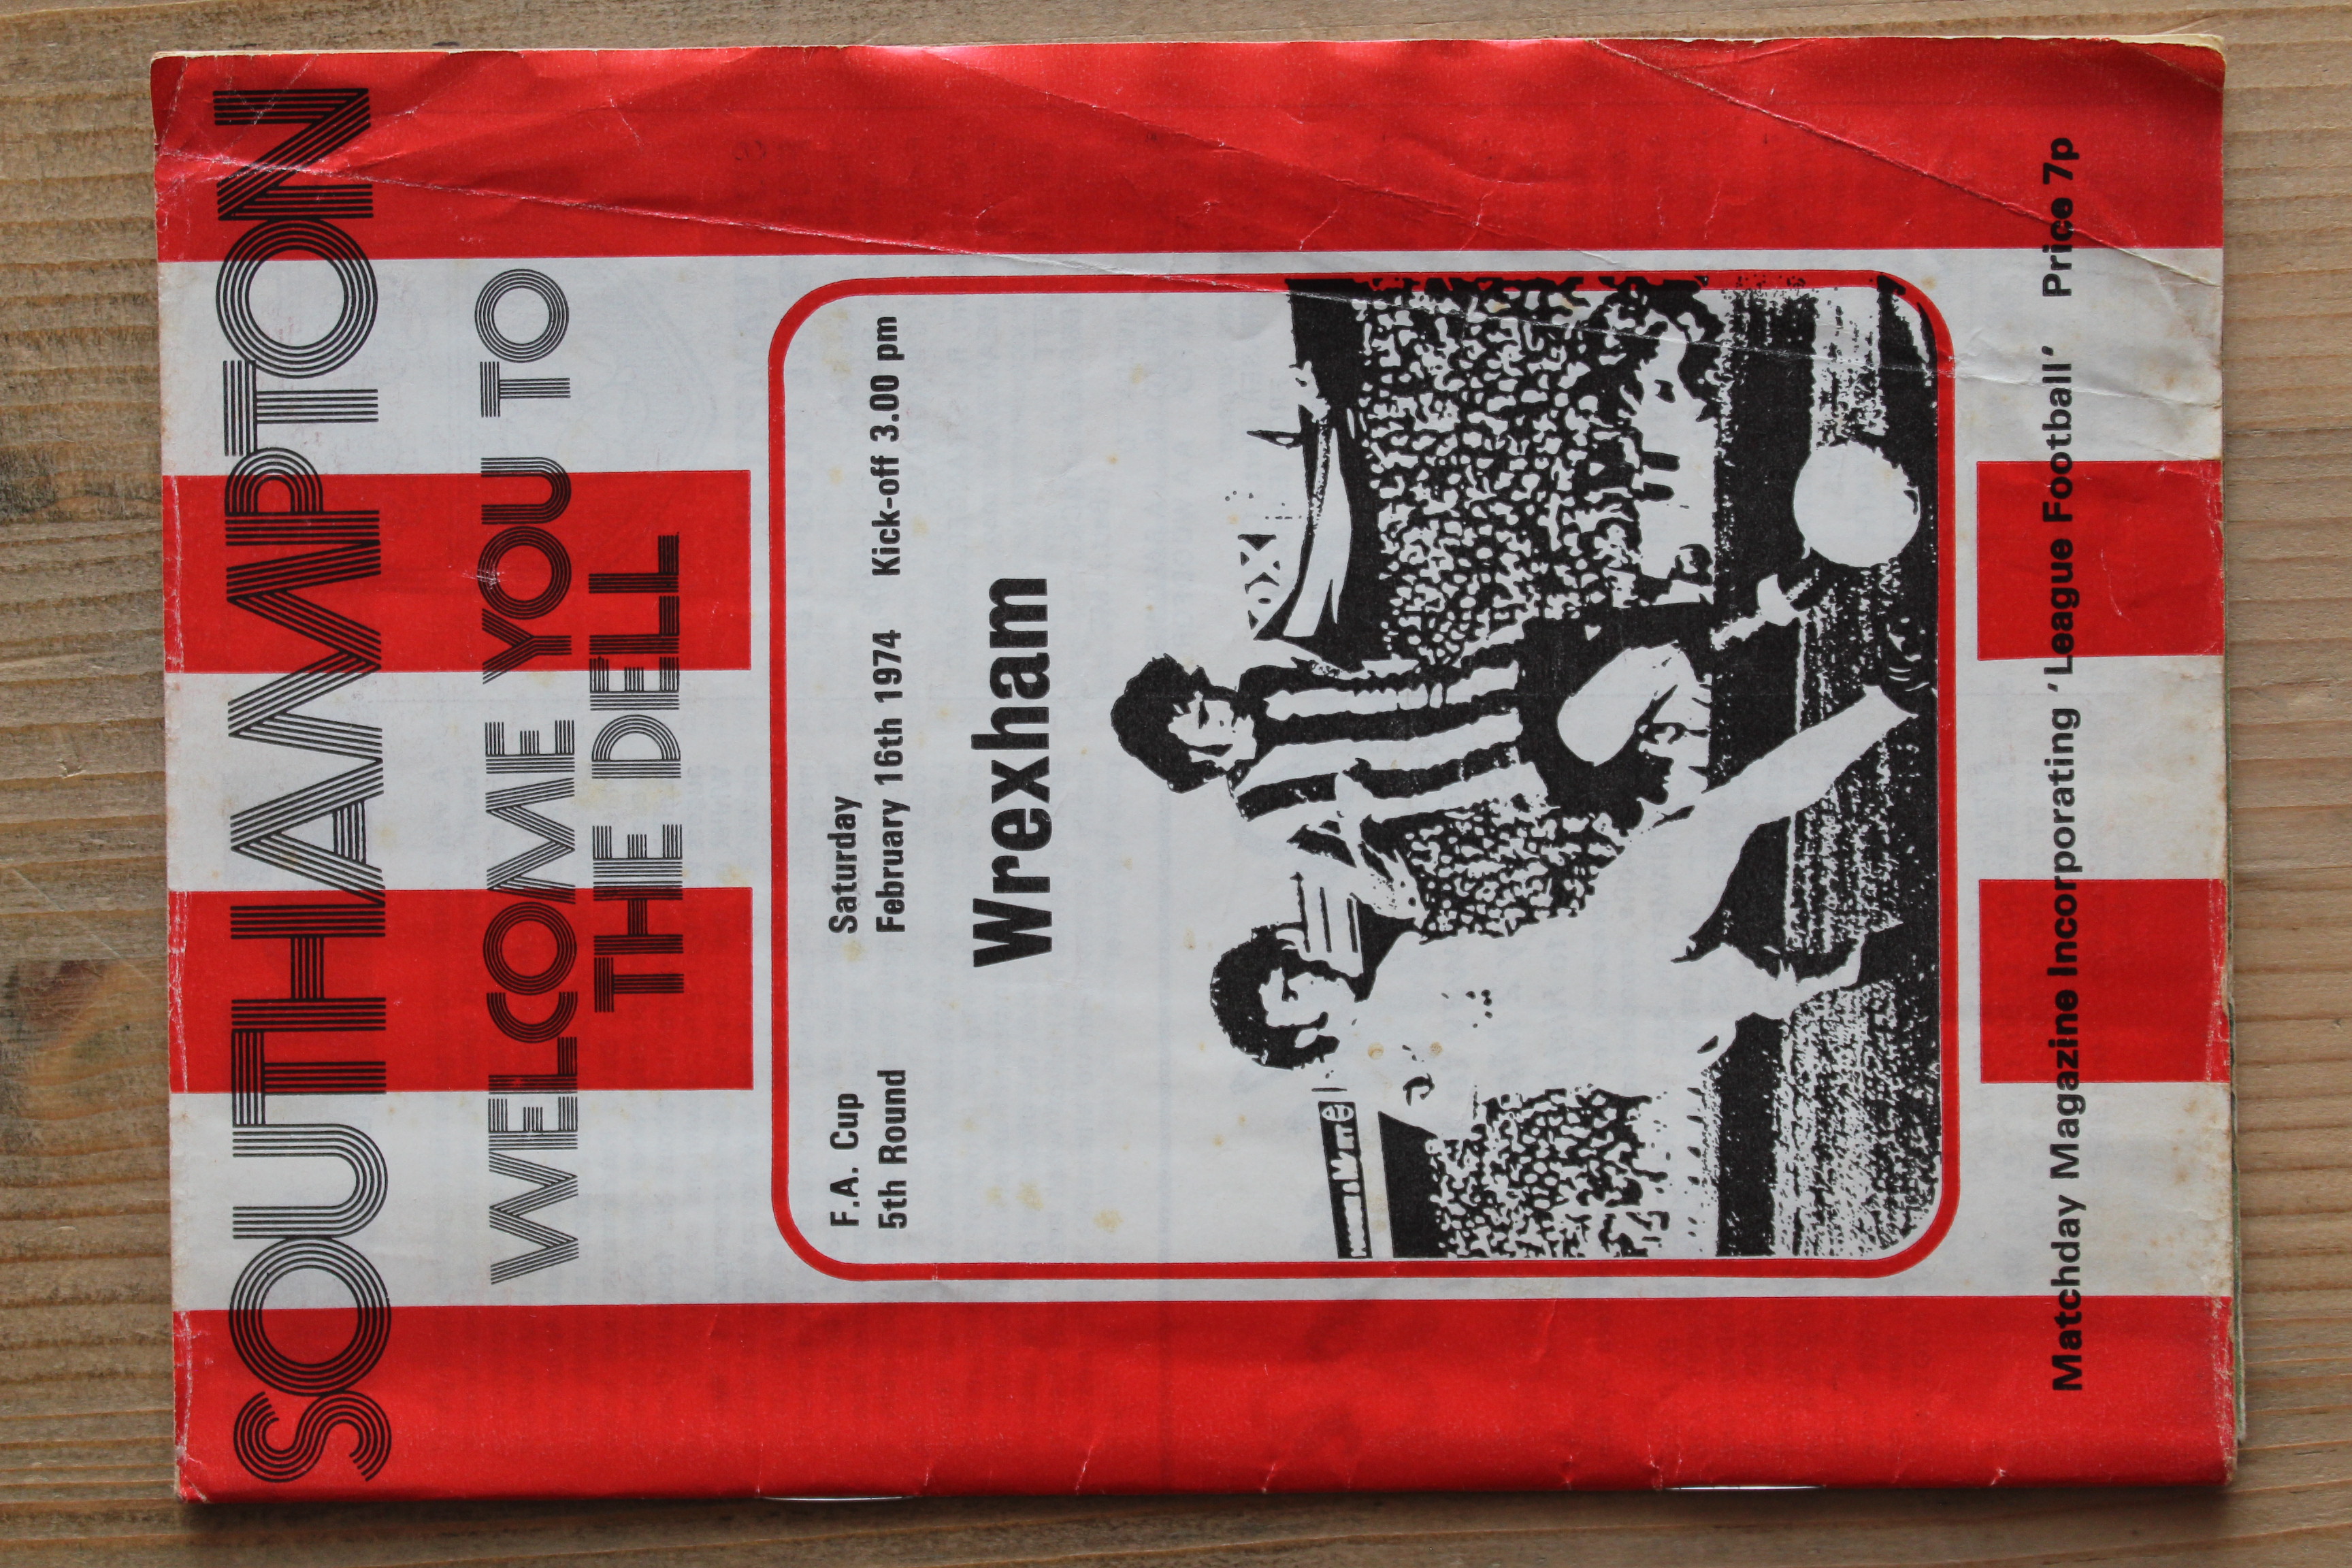 SOUTHAMPTON
WELCOME YOU TO
THE DELL
F.A. Cup Saturday
5th Round February 16th 1974 Kick-off 3.00 pm
Wrexham
Matchday Magazine Incorporating ‘League Football’ Price 7p